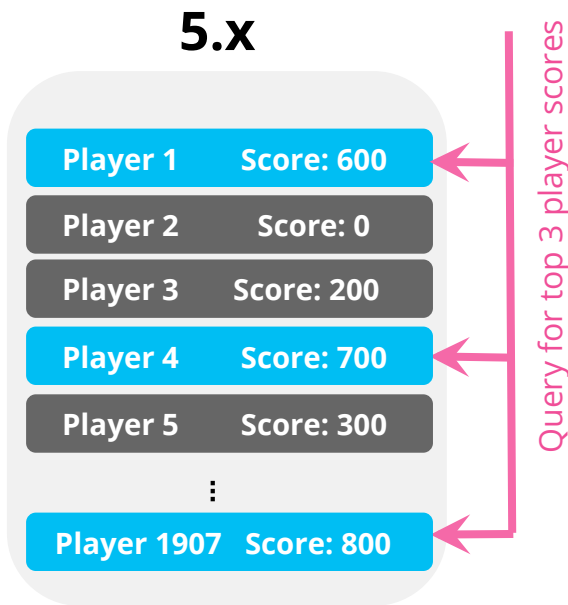 5.x
Player 1 Score: 600
Player 2 Score: 0
Player 3 Score: 200
Player 4 Score: 700
Player 5 Score: 300
⋮
Player 1907 Score: 800
Query for top 3 player scores